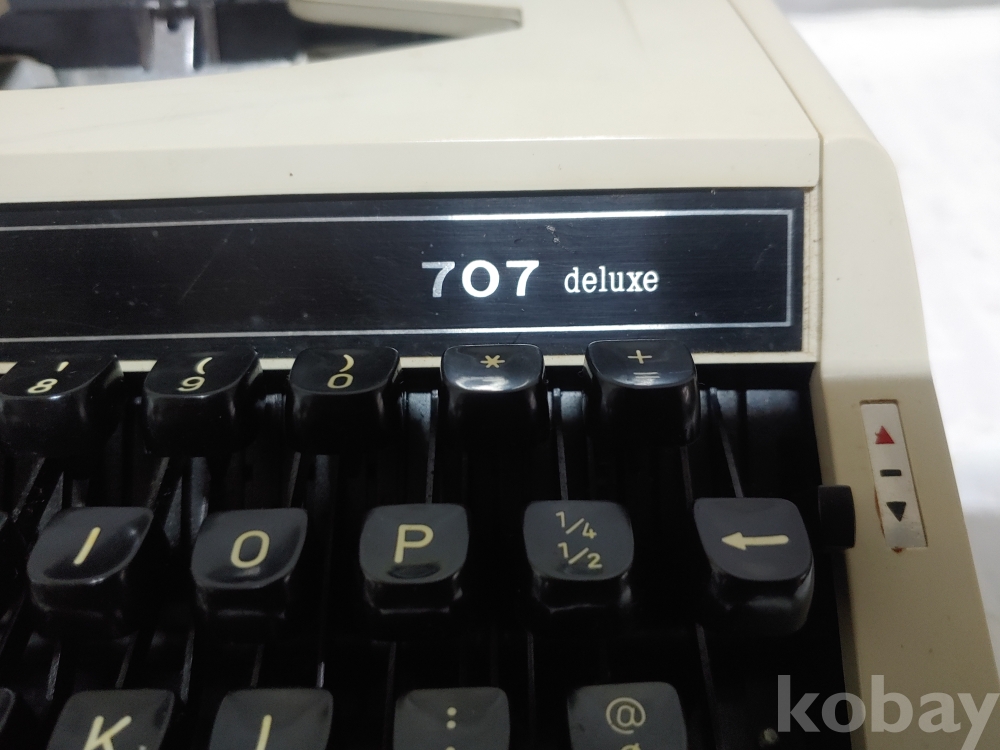 707 deluxe
' ( ) * +
8 9 0 - =
I O P ¼ ←
½
K L : @
¢
kobay